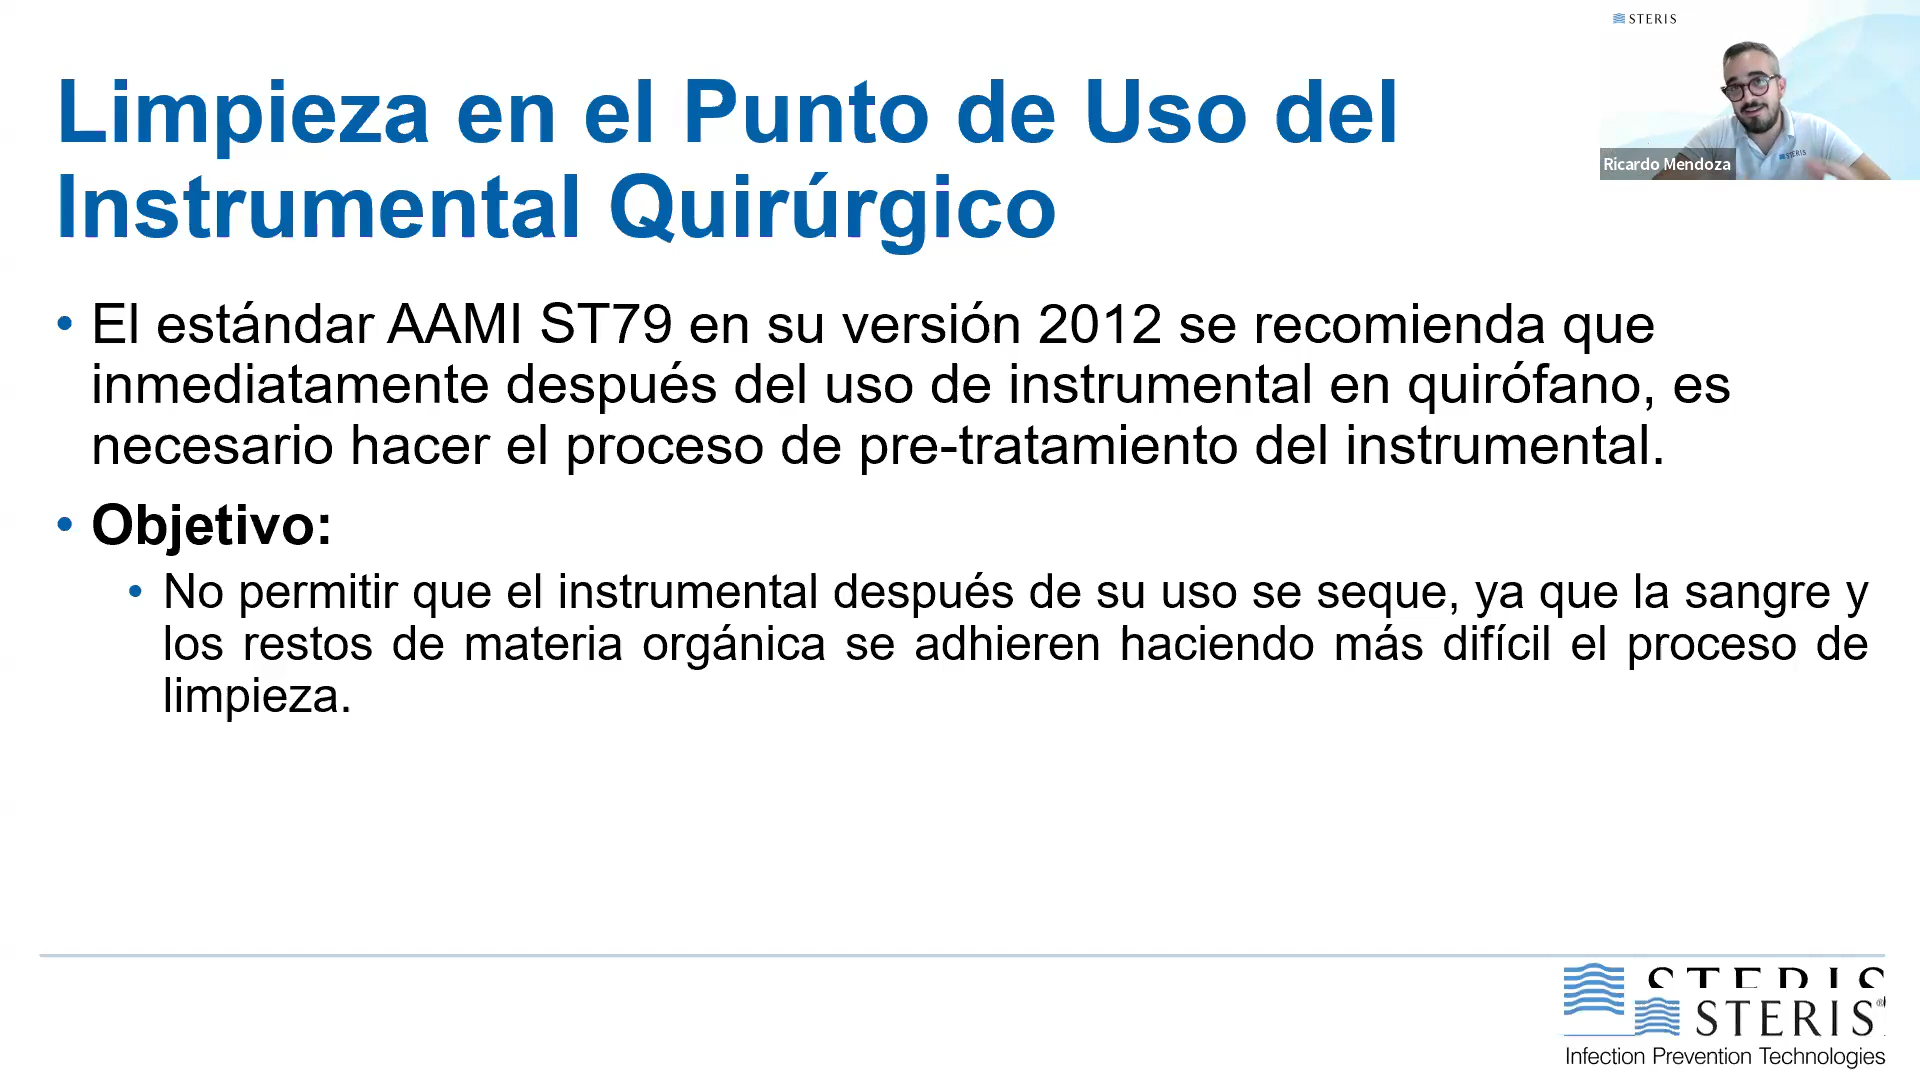 STERIS
Limpieza en el Punto de Uso del
Instrumental Quirúrgico
STERIS
Ricardo Mendoza
• El estándar AAMI ST79 en su versión 2012 se recomienda que
inmediatamente después del uso de instrumental en quirófano, es
necesario hacer el proceso de pre-tratamiento del instrumental.
• Objetivo:
• No permitir que el instrumental después de su uso se seque, ya que la sangre y
los restos de materia orgánica se adhieren haciendo más difícil el proceso de
limpieza.
STERIS
STERIS®
Infection Prevention Technologies